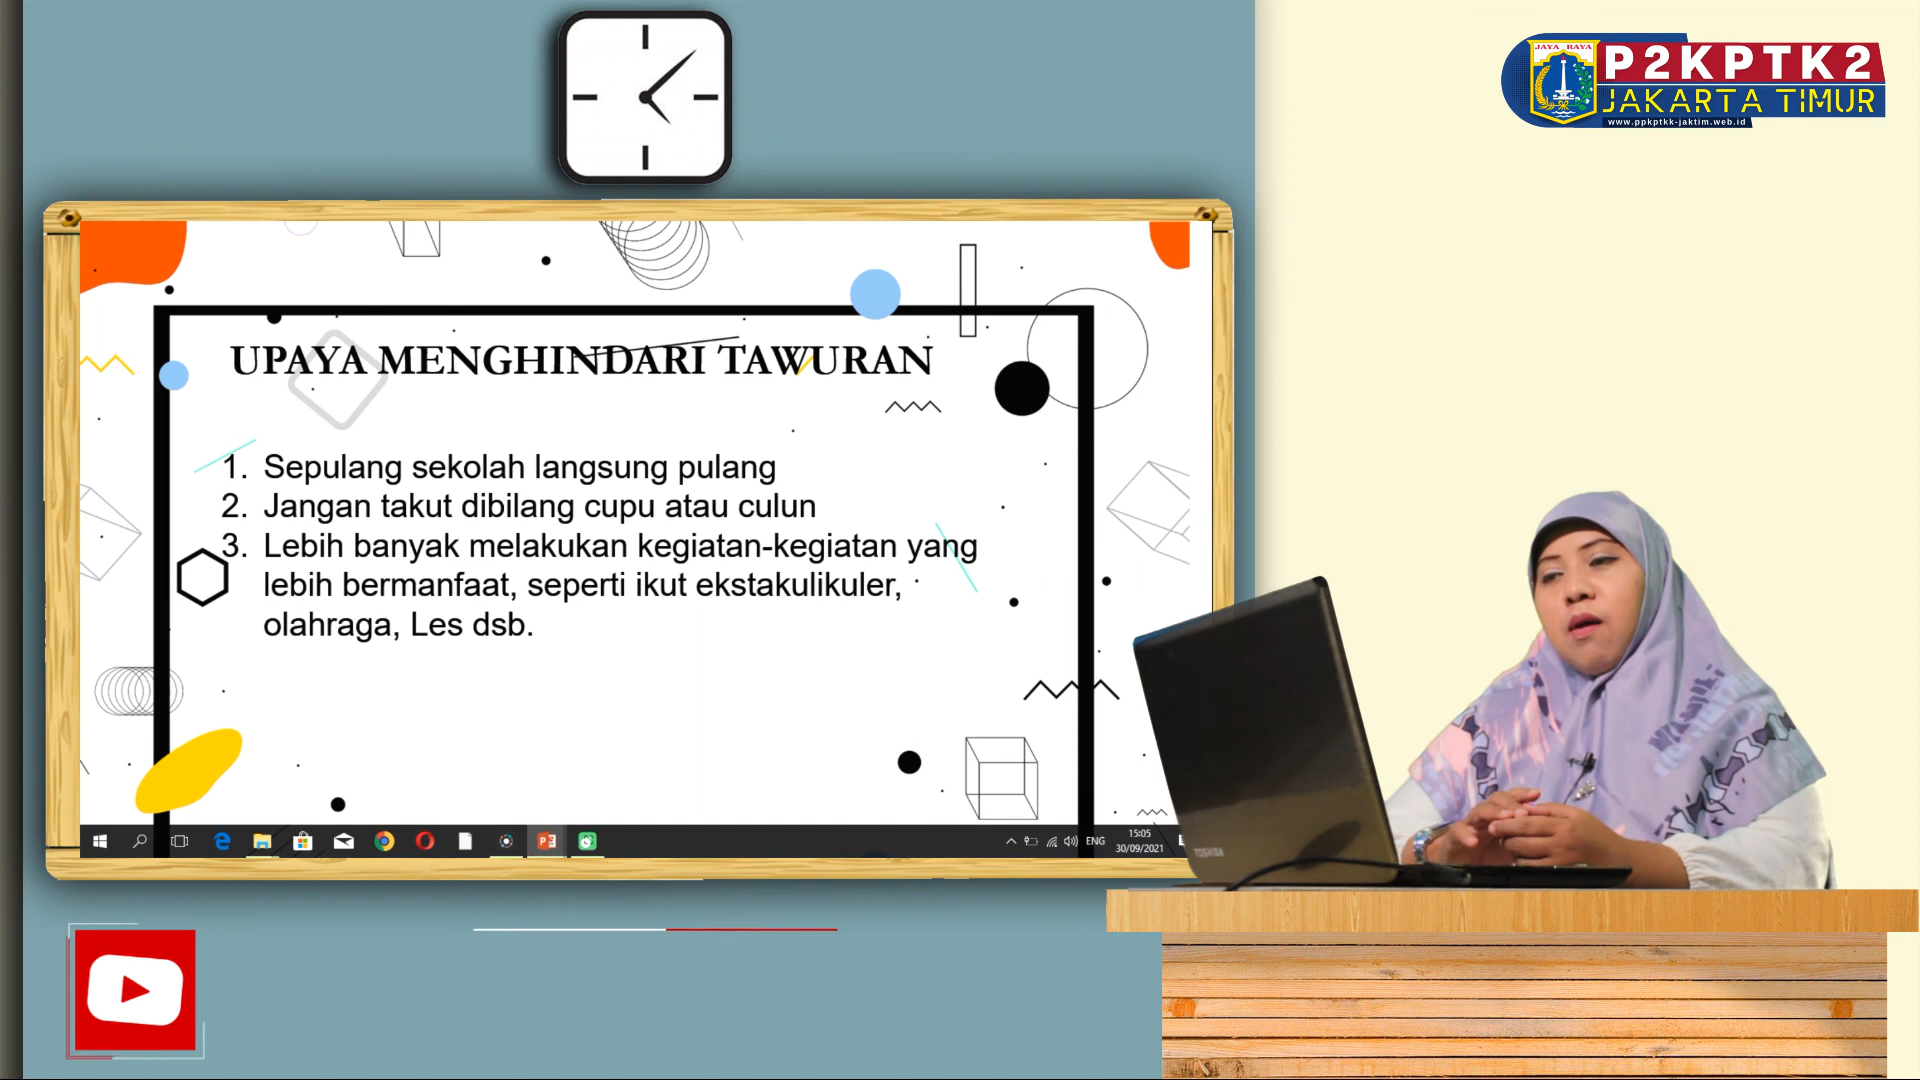 JAYA RAYA
P2KPTK2
JAKARTA TIMUR
www.ppkptkk-jaktim.web.id
UPAYA MENGHINDARI TAWURAN
1. Sepulang sekolah langsung pulang
2. Jangan takut dibilang cupu atau culun
3. Lebih banyak melakukan kegiatan-kegiatan yang
lebih bermanfaat, seperti ikut ekstakulikuler,
olahraga, Les dsb.
ENG
15:05
30/09/2021
TOSHIBA